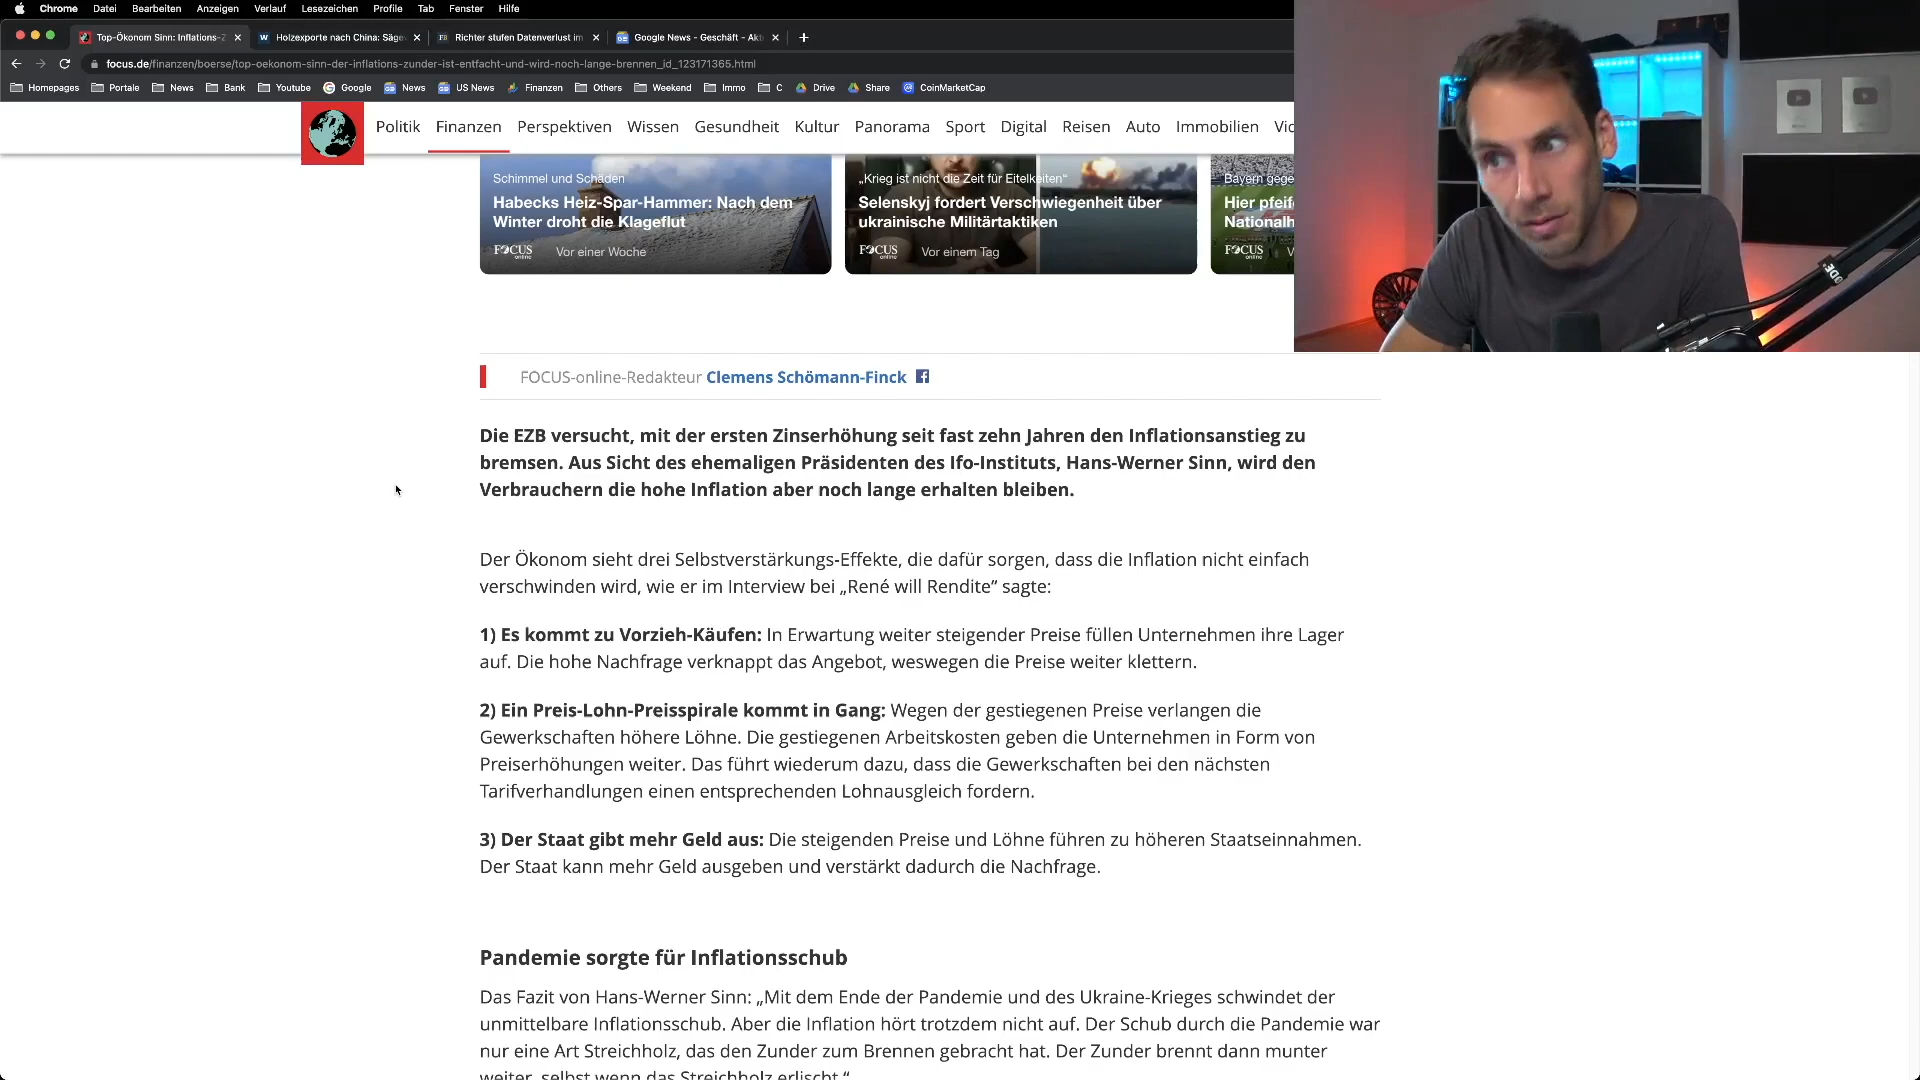 Chrome Datei Bearbeiten Anzeigen Verlauf Lesezeichen Profile Tab Fenster Hilfe
Top-Ökonom Sinn: Inflations-Z
Holzexporte nach China: Säge
FB Richter stufen Datenverlust im
Google News - Geschäft - Akt
focus.de/finanzen/boerse/top-oekonom-sinn-der-inflations-zunder-ist-entfacht-und-wird-noch-lange-brennen_id_123171365.html
Homepages Portale News Bank Youtube Google News US News Finanzen Others Weekend Immo C Drive Share CoinMarketCap
Politik Finanzen Perspektiven Wissen Gesundheit Kultur Panorama Sport Digital Reisen Auto Immobilien Vid
Schimmel und Schäden
Habecks Heiz-Spar-Hammer: Nach dem
Winter droht die Klageflut
FOCUS online Vor einer Woche
„Krieg ist nicht die Zeit für Eitelkeiten“
Selenskyj fordert Verschwiegenheit über
ukrainische Militärtaktiken
FOCUS online Vor einem Tag
Bayern gege
Hier pfeif
Nationalh
FOCUS online V
RØDE
FOCUS-online-Redakteur Clemens Schömann-Finck
Die EZB versucht, mit der ersten Zinserhöhung seit fast zehn Jahren den Inflationsanstieg zu
bremsen. Aus Sicht des ehemaligen Präsidenten des Ifo-Instituts, Hans-Werner Sinn, wird den
Verbrauchern die hohe Inflation aber noch lange erhalten bleiben.
Der Ökonom sieht drei Selbstverstärkungs-Effekte, die dafür sorgen, dass die Inflation nicht einfach
verschwinden wird, wie er im Interview bei „René will Rendite“ sagte:
1) Es kommt zu Vorzieh-Käufen: In Erwartung weiter steigender Preise füllen Unternehmen ihre Lager
auf. Die hohe Nachfrage verknappt das Angebot, weswegen die Preise weiter klettern.
2) Ein Preis-Lohn-Preisspirale kommt in Gang: Wegen der gestiegenen Preise verlangen die
Gewerkschaften höhere Löhne. Die gestiegenen Arbeitskosten geben die Unternehmen in Form von
Preiserhöhungen weiter. Das führt wiederum dazu, dass die Gewerkschaften bei den nächsten
Tarifverhandlungen einen entsprechenden Lohnausgleich fordern.
3) Der Staat gibt mehr Geld aus: Die steigenden Preise und Löhne führen zu höheren Staatseinnahmen.
Der Staat kann mehr Geld ausgeben und verstärkt dadurch die Nachfrage.
Pandemie sorgte für Inflationsschub
Das Fazit von Hans-Werner Sinn: „Mit dem Ende der Pandemie und des Ukraine-Krieges schwindet der
unmittelbare Inflationsschub. Aber die Inflation hört trotzdem nicht auf. Der Schub durch die Pandemie war
nur eine Art Streichholz, das den Zunder zum Brennen gebracht hat. Der Zunder brennt dann munter
weiter, selbst wenn das Streichholz erlischt.“